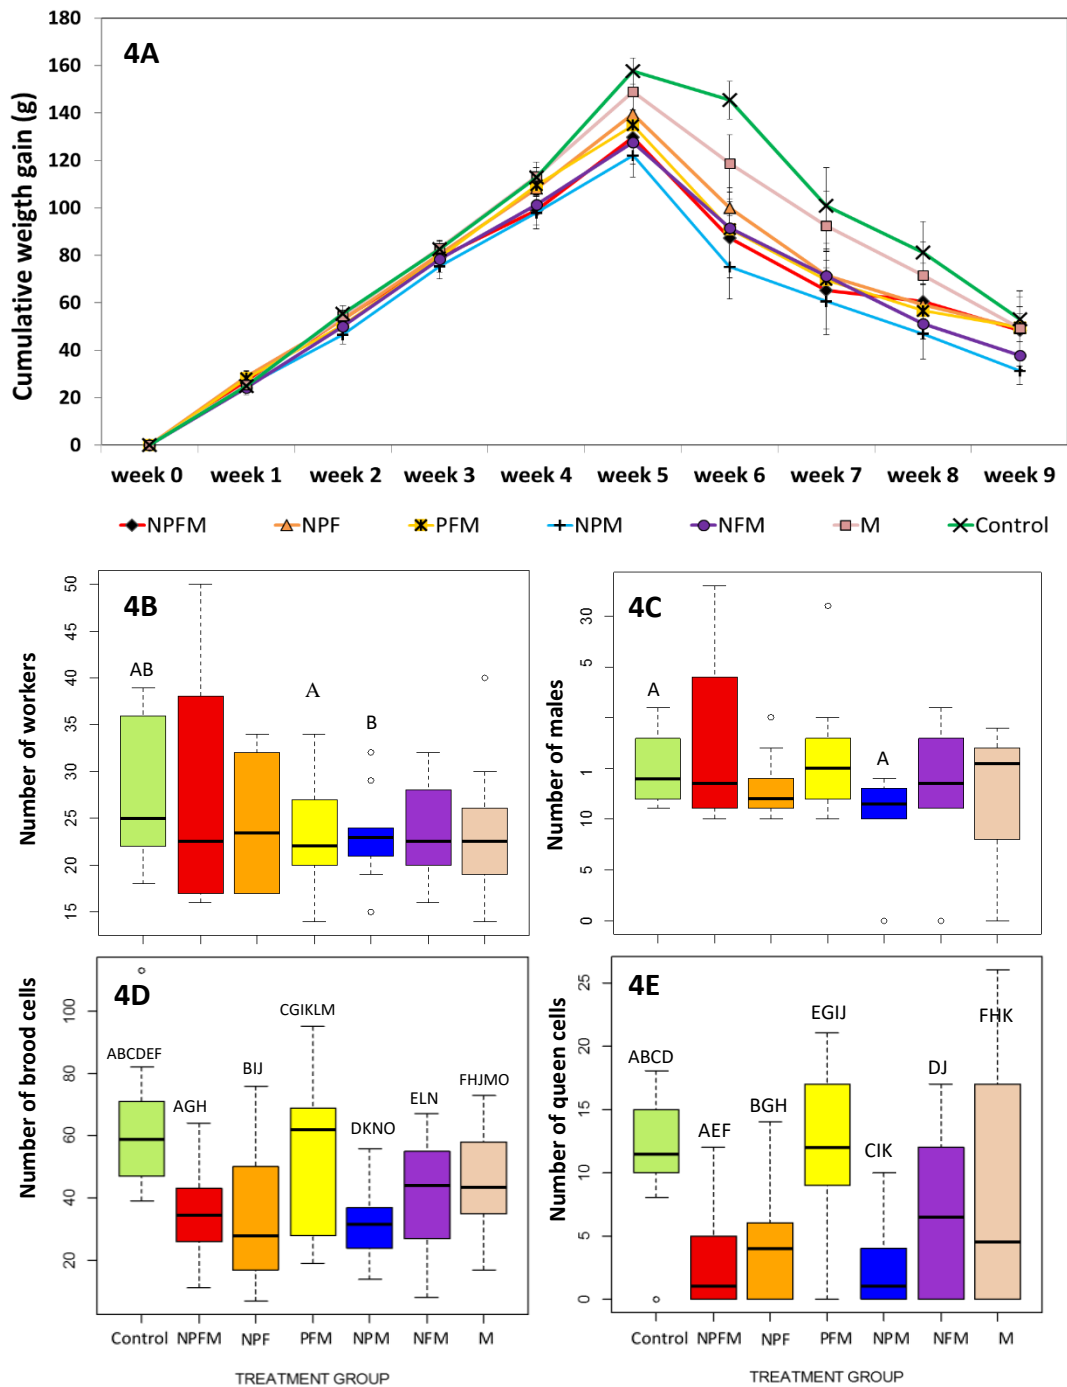 4A
Cumulative weigth gain (g)
180
160
140
120
100
80
60
40
20
0
week 0 week 1 week 2 week 3 week 4 week 5 week 6 week 7 week 8 week 9
NPFM NPF PFM NPM NFM M Control
4B
Number of workers
50
45
40
35
30
25
20
15
AB
A
B
4C
Number of males
30
5
1
10
5
0
A
A
4D
Number of brood cells
100
80
60
40
20
ABCDEF
AGH
BIJ
CGIKLM
DKNO
ELN
FHJMO
Control NPFM NPF PFM NPM NFM M
TREATMENT GROUP
4E
Number of queen cells
25
20
15
10
5
0
ABCD
AEF
BGH
EGIJ
CIK
DJ
FHK
Control NPFM NPF PFM NPM NFM M
TREATMENT GROUP